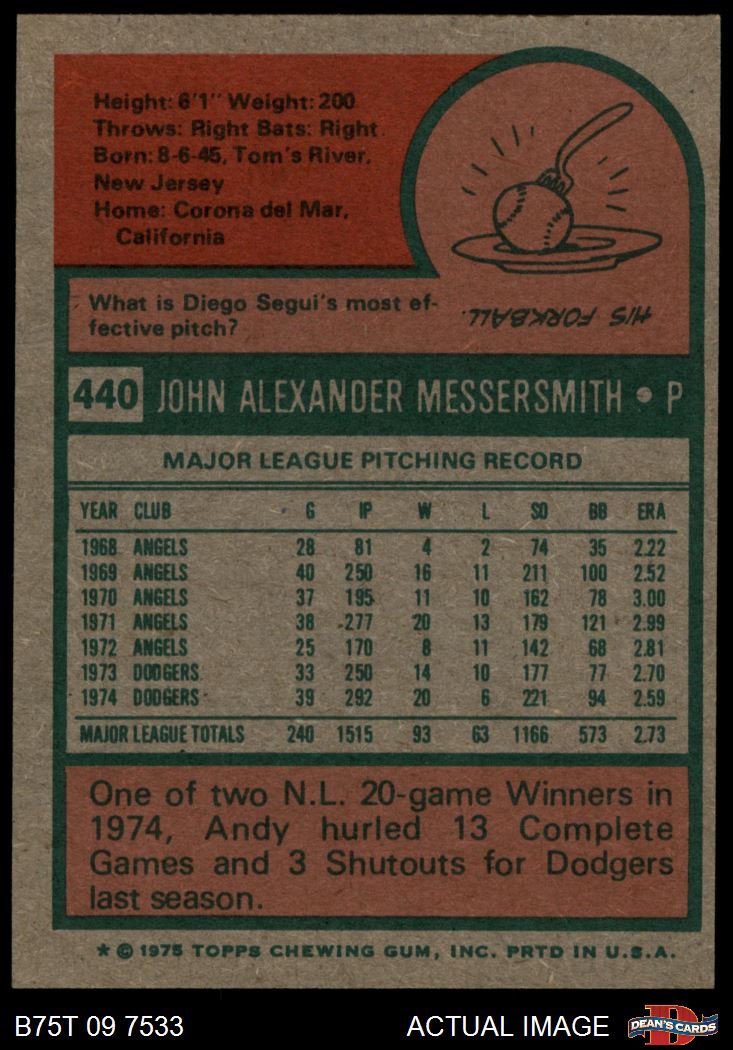 Height: 6'1" Weight: 200
Throws: Right Bats: Right
Born: 8-6-45, Tom's River,
New Jersey
Home: Corona del Mar,
California
What is Diego Segui's most ef-
fective pitch?
HIS FORKBALL.
440 JOHN ALEXANDER MESSERSMITH • P
MAJOR LEAGUE PITCHING RECORD
YEAR CLUB G IP W L SO BB ERA
1968 ANGELS 28 81 4 2 74 35 2.22
1969 ANGELS 40 250 16 11 211 100 2.52
1970 ANGELS 37 195 11 10 162 78 3.00
1971 ANGELS 38 277 20 13 179 121 2.99
1972 ANGELS 25 170 8 11 142 68 2.81
1973 DODGERS 33 250 14 10 177 77 2.70
1974 DODGERS 39 292 20 6 221 94 2.59
MAJOR LEAGUE TOTALS 240 1515 93 63 1166 573 2.73
One of two N.L. 20-game Winners in
1974, Andy hurled 13 Complete
Games and 3 Shutouts for Dodgers
last season.
* © 1975 TOPPS CHEWING GUM, INC. PRTD IN U.S.A.
B75T 09 7533 ACTUAL IMAGE D DEAN'S CARDS